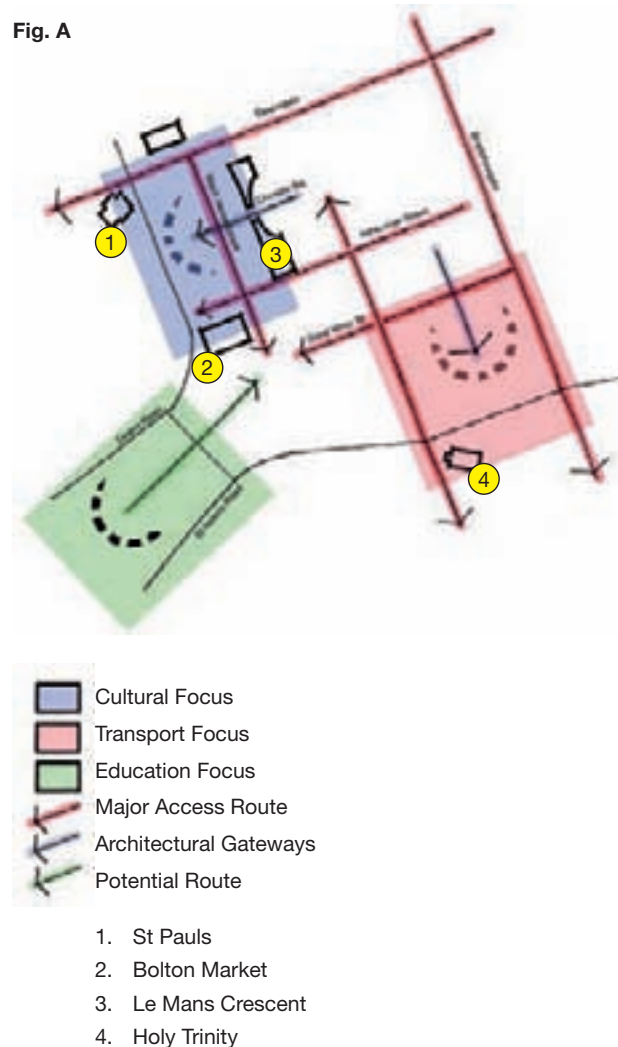 Fig. A
Deansgate
1
3
2
4
Cultural Focus
Transport Focus
Education Focus
Major Access Route
Architectural Gateways
Potential Route
1. St Pauls
2. Bolton Market
3. Le Mans Crescent
4. Holy Trinity